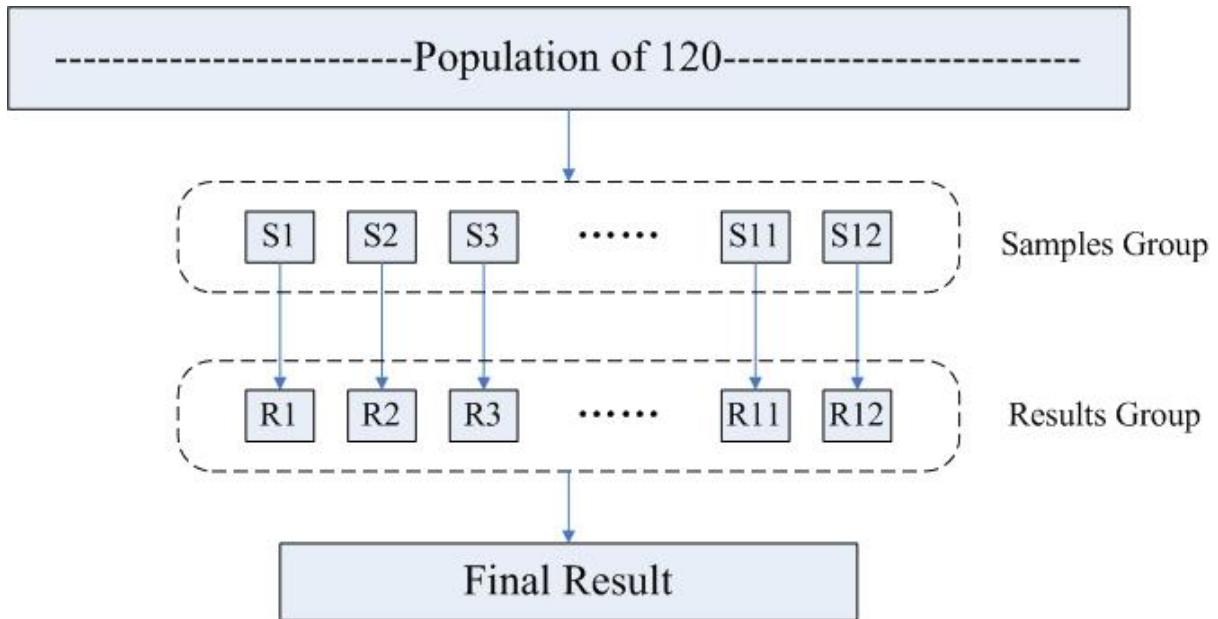 ------------------------Population of 120------------------------
S1 S2 S3 ...... S11 S12 Samples Group
R1 R2 R3 ...... R11 R12 Results Group
Final Result